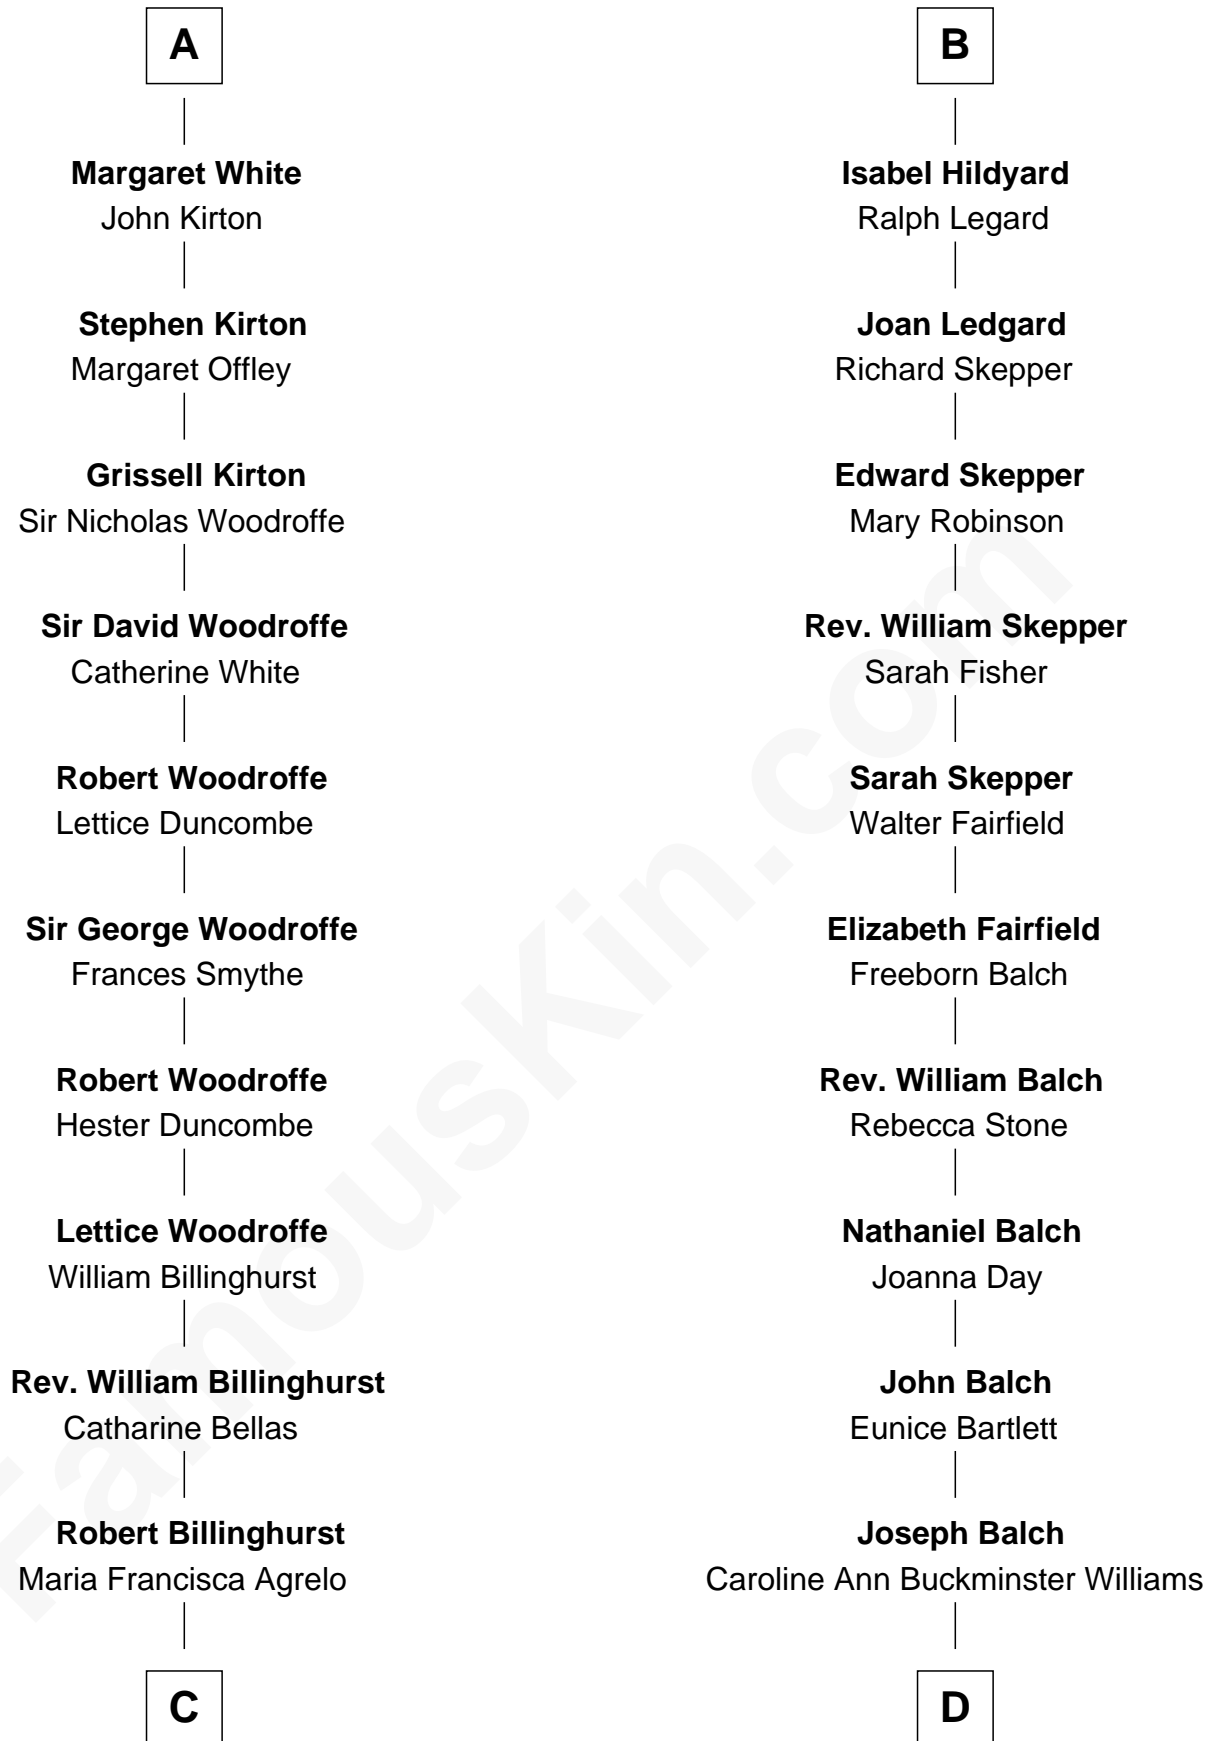 A
Margaret White
John Kirton
Stephen Kirton
Margaret Offley
Grissell Kirton
Sir Nicholas Woodroffe
Sir David Woodroffe
Catherine White
Robert Woodroffe
Lettice Duncombe
Sir George Woodroffe
Frances Smythe
Robert Woodroffe
Hester Duncombe
Lettice Woodroffe
William Billinghurst
Rev. William Billinghurst
Catharine Bellas
Robert Billinghurst
Maria Francisca Agrelo
C
B
Isabel Hildyard
Ralph Legard
Joan Ledgard
Richard Skepper
Edward Skepper
Mary Robinson
Rev. William Skepper
Sarah Fisher
Sarah Skepper
Walter Fairfield
Elizabeth Fairfield
Freeborn Balch
Rev. William Balch
Rebecca Stone
Nathaniel Balch
Joanna Day
John Balch
Eunice Bartlett
Joseph Balch
Caroline Ann Buckminster Williams
D
FamousKin.com